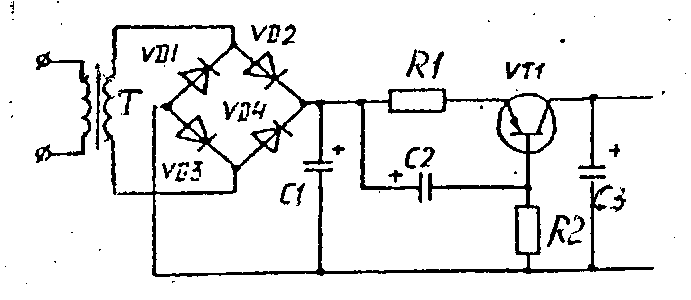 VD1
VD2
T
VD4
VD3
C1
+
R1
VT1
C2
+
R2
+
C3